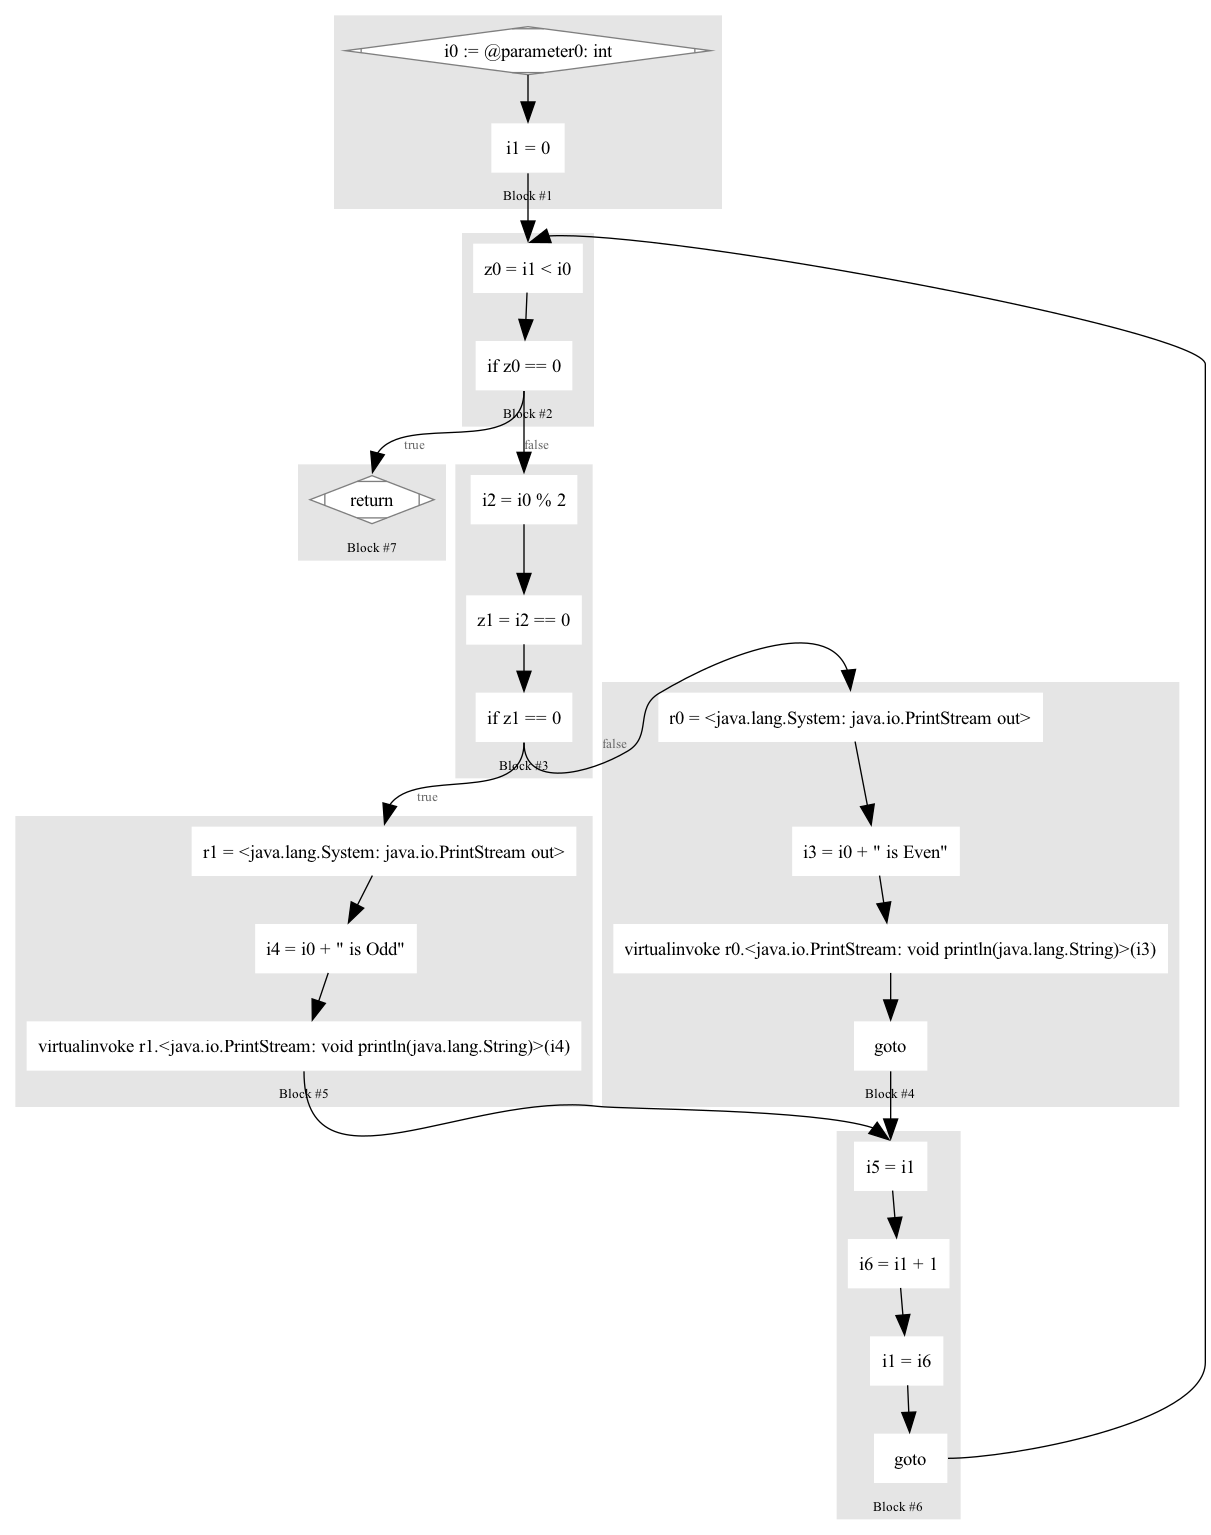 i0 := @parameter0: int
i1 = 0
Block #1
z0 = i1 < i0
if z0 == 0
Block #2
true
false
return
Block #7
i2 = i0 % 2
z1 = i2 == 0
if z1 == 0
Block #3
false
true
r0 = <java.lang.System: java.io.PrintStream out>
i3 = i0 + " is Even"
virtualinvoke r0.<java.io.PrintStream: void println(java.lang.String)>(i3)
goto
Block #4
r1 = <java.lang.System: java.io.PrintStream out>
i4 = i0 + " is Odd"
virtualinvoke r1.<java.io.PrintStream: void println(java.lang.String)>(i4)
Block #5
i5 = i1
i6 = i1 + 1
i1 = i6
goto
Block #6